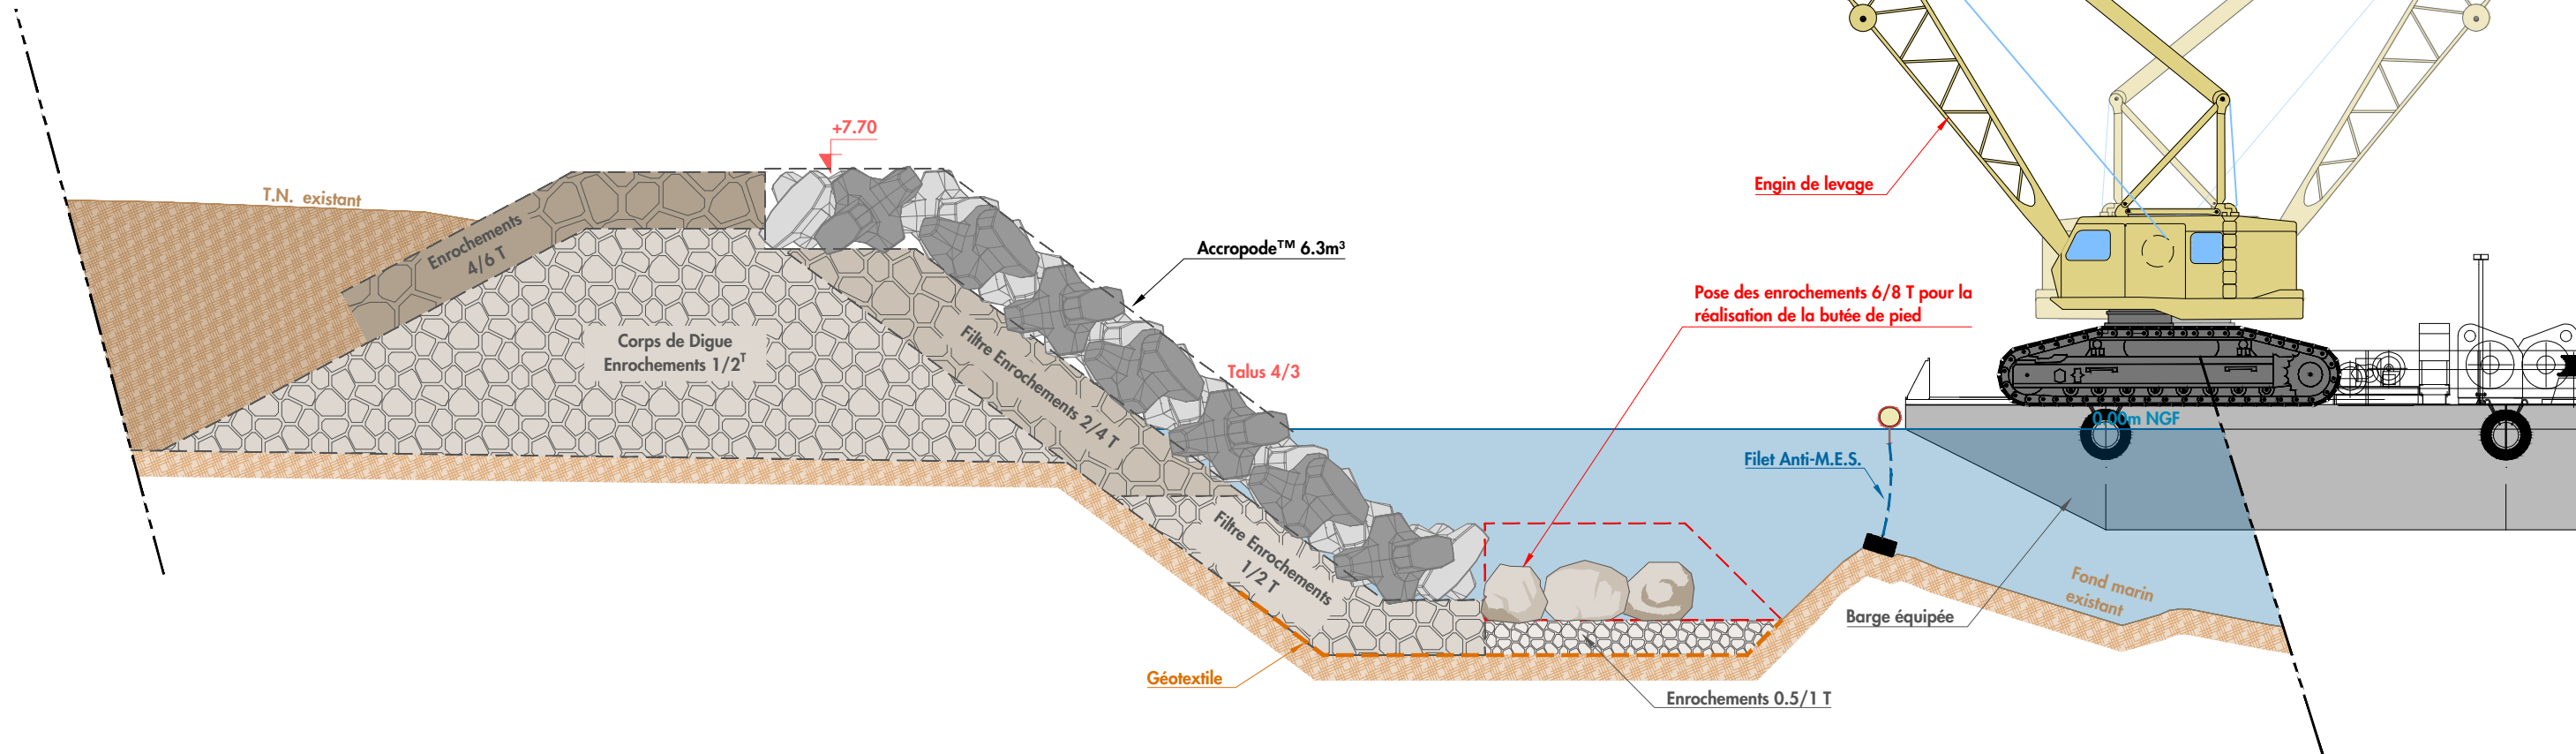 +7.70
T.N. existant
Enrochements
4/6 T
Corps de Digue
Enrochements 1/2T
Filtre Enrochements 2/4 T
Filtre Enrochements
1/2 T
Accropode™ 6.3m³
Talus 4/3
Engin de levage
Pose des enrochements 6/8 T pour la
réalisation de la butée de pied
Filet Anti-M.E.S.
0.00m NGF
Barge équipée
Fond marin
existant
Géotextile
Enrochements 0.5/1 T